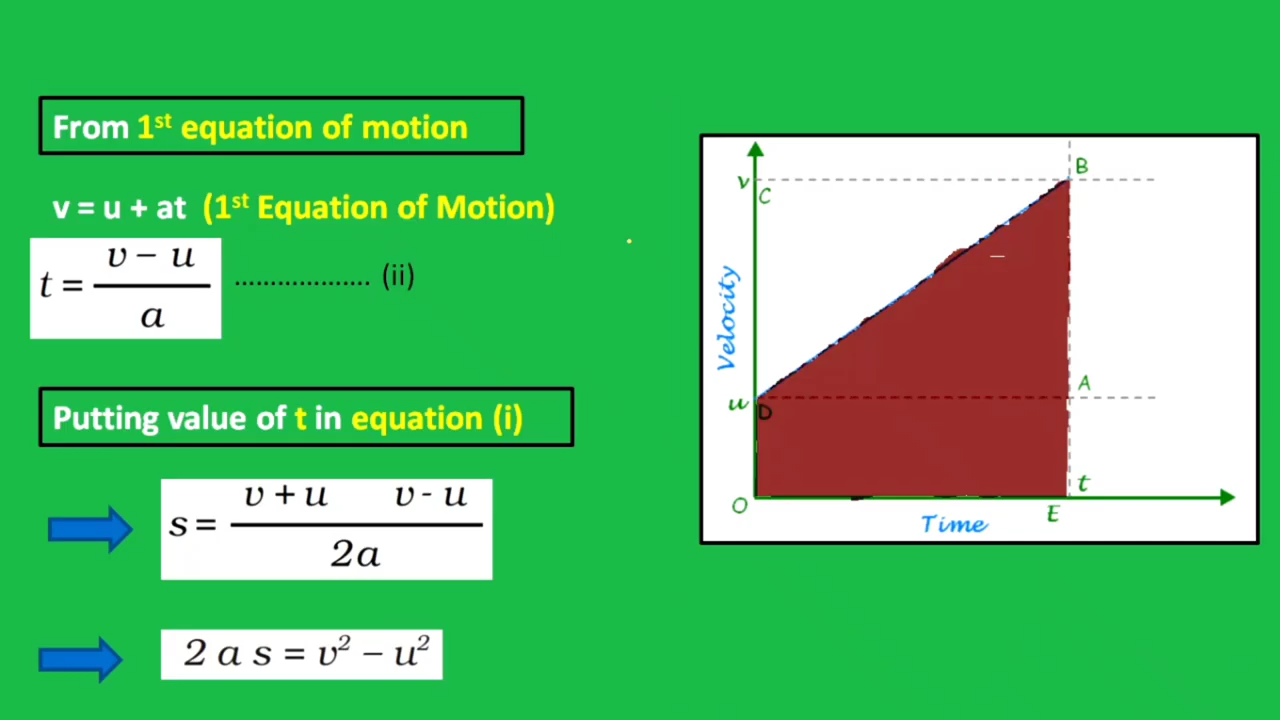 From 1st equation of motion
v = u + at (1st Equation of Motion)
t = v − u / a ................... (ii)
Putting value of t in equation (i)
s = v + u v - u / 2a
2 a s = v² − u²
B
v
C
Velocity
A
u
D
t
O
E
Time